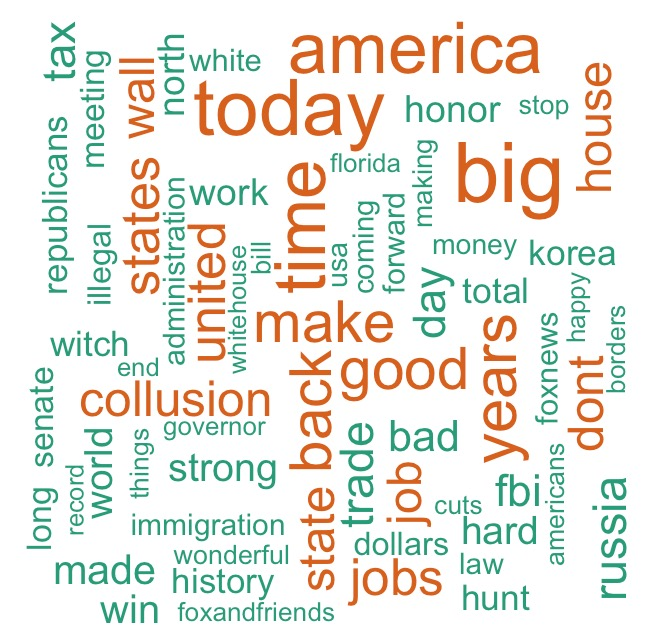 tax
meeting
wall
north
white
america
today
honor
stop
house
republicans
illegal
states
administration
work
united
whitehouse
bill
time
florida
usa
coming
forward
making
big
money
korea
day
total
make
happy
borders
witch
end
good
years
foxnews
dont
collusion
senate
governor
back
long
record
world
things
strong
trade
bad
job
cuts
fbi
americans
russia
immigration
state
dollars
hard
wonderful
law
made
history
jobs
hunt
win
foxandfriends